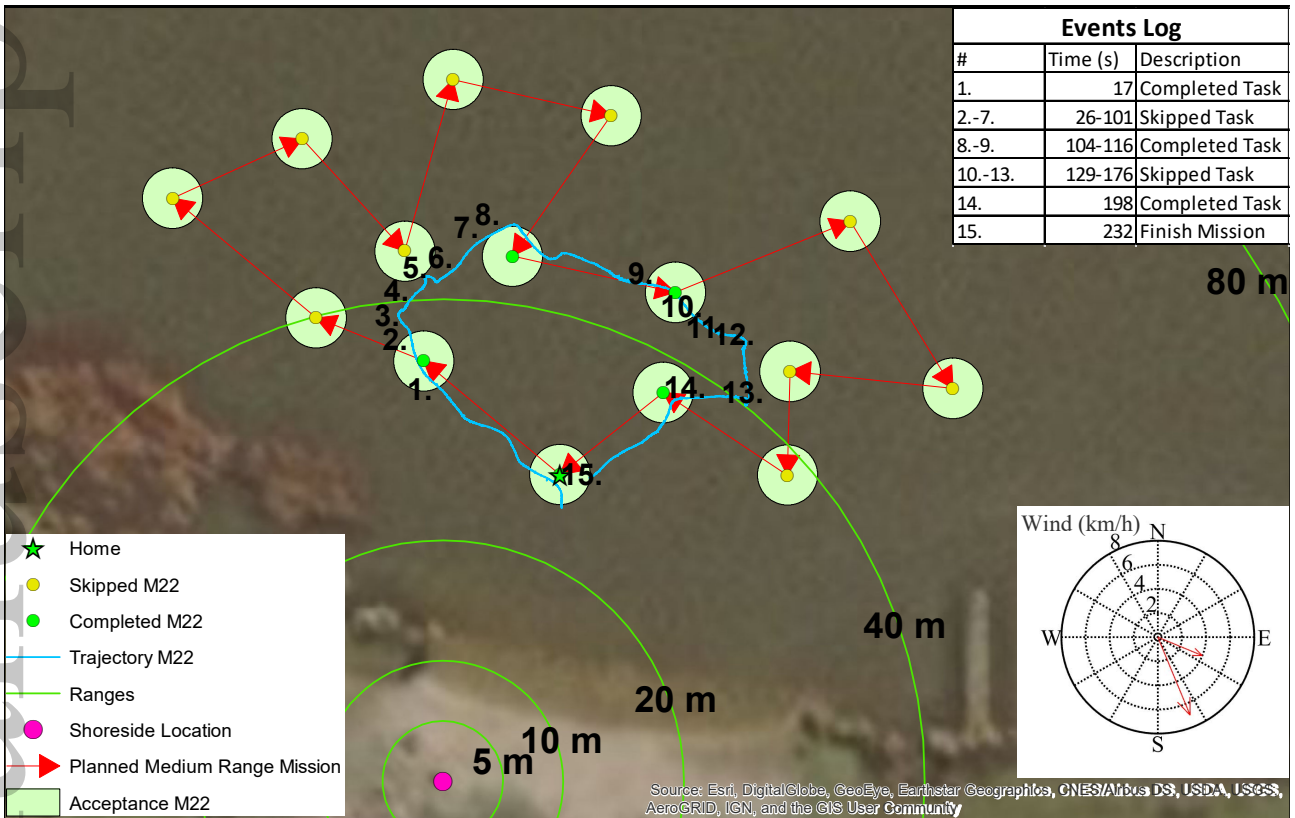 Events Log
# Time (s) Description
1. 17 Completed Task
2.-7. 26-101 Skipped Task
8.-9. 104-116 Completed Task
10.-13. 129-176 Skipped Task
14. 198 Completed Task
15. 232 Finish Mission
80 m
8.
7.
6.
5.
9.
4.
10.
3.
11.
12.
2.
1.
14.
13.
15.
Wind (km/h)
N
8
6
4
2
W
E
S
40 m
20 m
10 m
5 m
Home
Skipped M22
Completed M22
Trajectory M22
Ranges
Shoreside Location
Planned Medium Range Mission
Acceptance M22
Source: Esri, DigitalGlobe, GeoEye, Earthstar Geographics, CNES/Airbus DS, USDA, USGS,
AeroGRID, IGN, and the GIS User Community